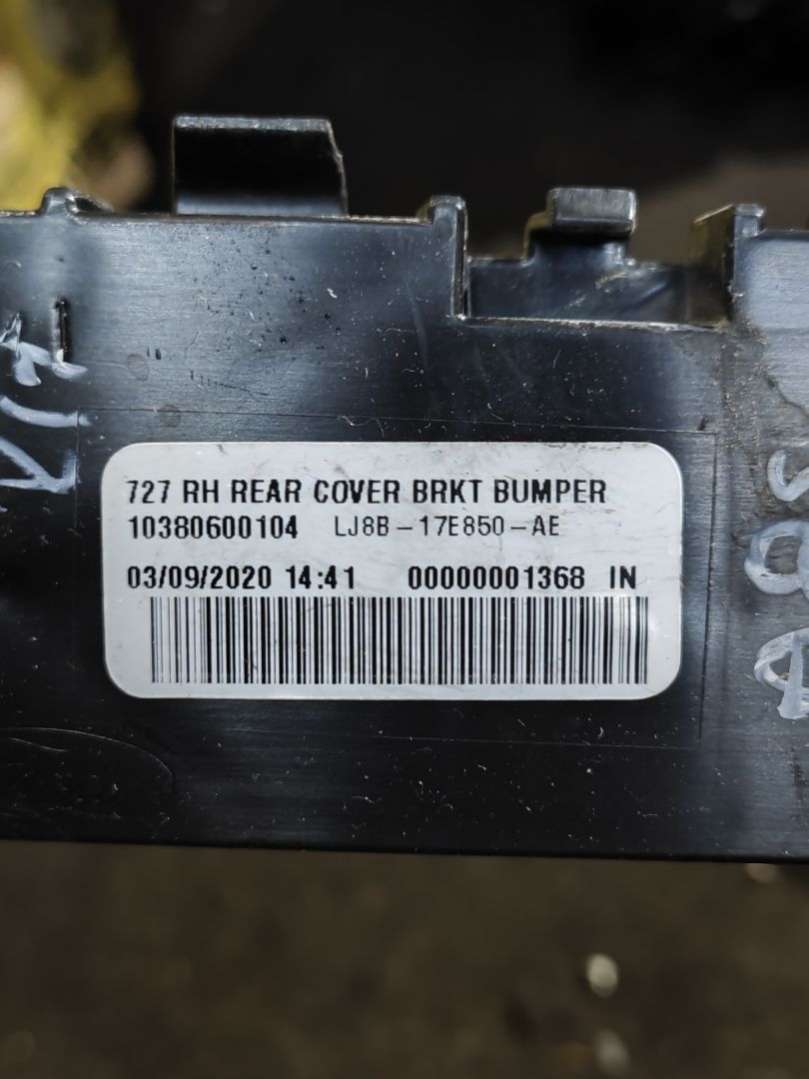 727 RH REAR COVER BRKT BUMPER
10380600104 LJ8B-17E850-AE
03/09/2020 14:41 00000001368 IN